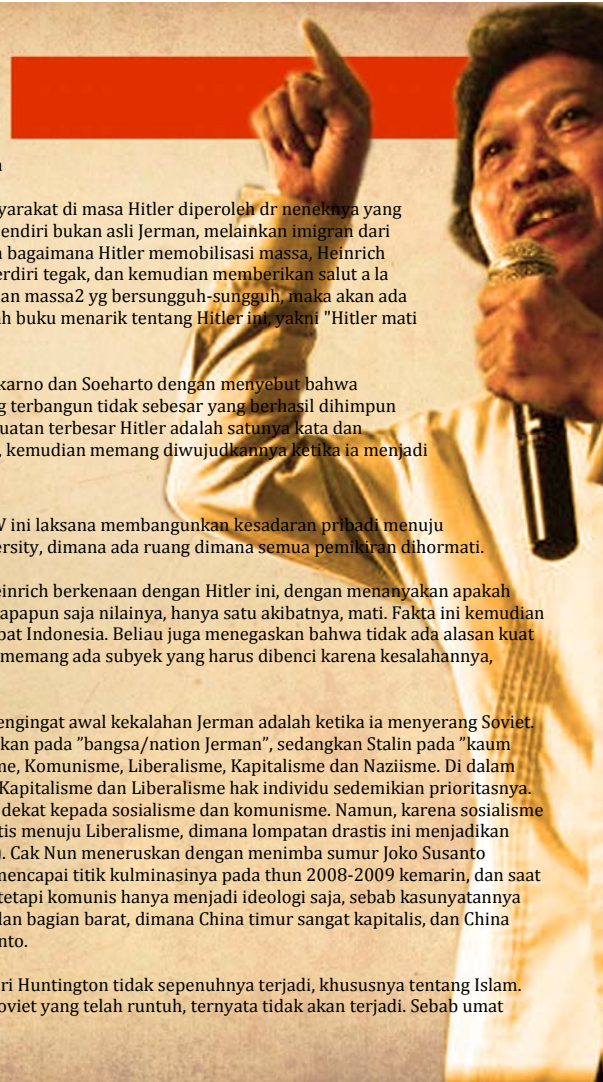 yarakat di masa Hitler diperoleh dr neneknya yang
endiri bukan asli Jerman, melainkan imigran dari
bagaimana Hitler memobilisasi massa, Heinrich
erdiri tegak, dan kemudian memberikan salut a la
an massa2 yg bersungguh-sungguh, maka akan ada
h buku menarik tentang Hitler ini, yakni "Hitler mati
karno dan Soeharto dengan menyebut bahwa
g terbangun tidak sebesar yang berhasil dihimpun
uatan terbesar Hitler adalah satunya kata dan
, kemudian memang diwujudkannya ketika ia menjadi
ini laksana membangunkan kesadaran pribadi menuju
ersity, dimana ada ruang dimana semua pemikiran dihormati.
einrich berkenaan dengan Hitler ini, dengan menanyakan apakah
apapun saja nilainya, hanya satu akibatnya, mati. Fakta ini kemudian
bat Indonesia. Beliau juga menegaskan bahwa tidak ada alasan kuat
memang ada subyek yang harus dibenci karena kesalahannya,
engingat awal kekalahan Jerman adalah ketika ia menyerang Soviet.
kan pada "bangsa/nation Jerman", sedangkan Stalin pada "kaum
me, Komunisme, Liberalisme, Kapitalisme dan Naziisme. Di dalam
Kapitalisme dan Liberalisme hak individu sedemikian prioritasnya.
dekat kepada sosialisme dan komunisme. Namun, karena sosialisme
tis menuju Liberalisme, dimana lompatan drastis ini menjadikan
). Cak Nun meneruskan dengan menimba sumur Joko Susanto
mencapai titik kulminasinya pada thun 2008-2009 kemarin, dan saat
tetapi komunis hanya menjadi ideologi saja, sebab kasunyatannya
dan bagian barat, dimana China timur sangat kapitalis, dan China
nto.
ri Huntington tidak sepenuhnya terjadi, khususnya tentang Islam.
oviet yang telah runtuh, ternyata tidak akan terjadi. Sebab umat